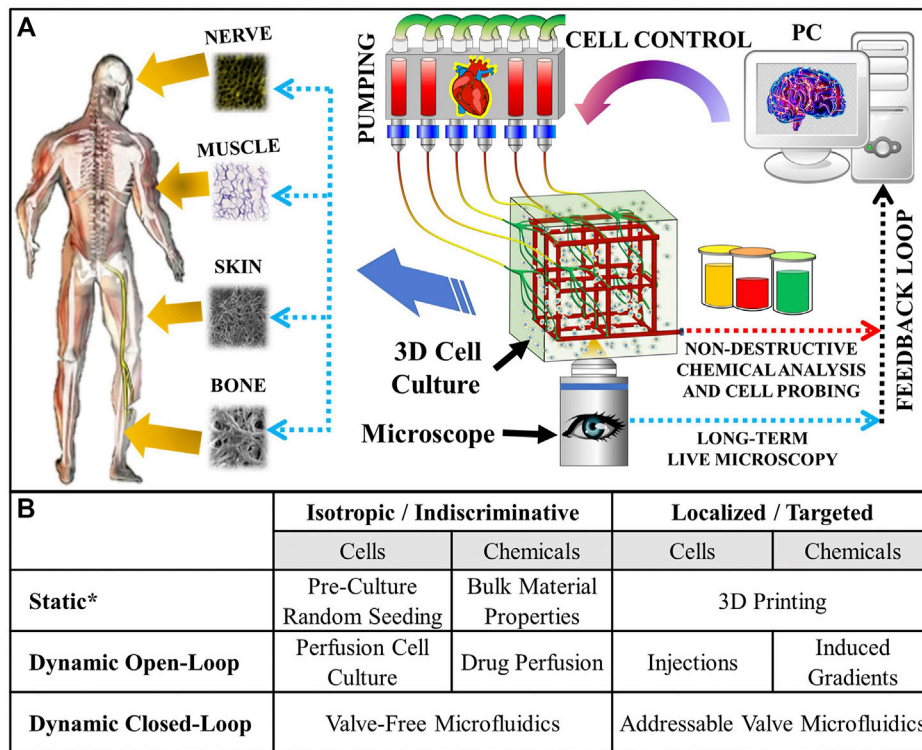 A
NERVE
MUSCLE
SKIN
BONE
PUMPING
CELL CONTROL
PC
3D Cell
Culture
Microscope
NON-DESTRUCTIVE
CHEMICAL ANALYSIS
AND CELL PROBING
LONG-TERM
LIVE MICROSCOPY
FEEDBACK LOOP
B
Isotropic / Indiscriminative
Localized / Targeted
Cells
Chemicals
Cells
Chemicals
Static*
Pre-Culture
Random Seeding
Bulk Material
Properties
3D Printing
Dynamic Open-Loop
Perfusion Cell
Culture
Drug Perfusion
Injections
Induced
Gradients
Dynamic Closed-Loop
Valve-Free Microfluidics
Addressable Valve Microfluidics